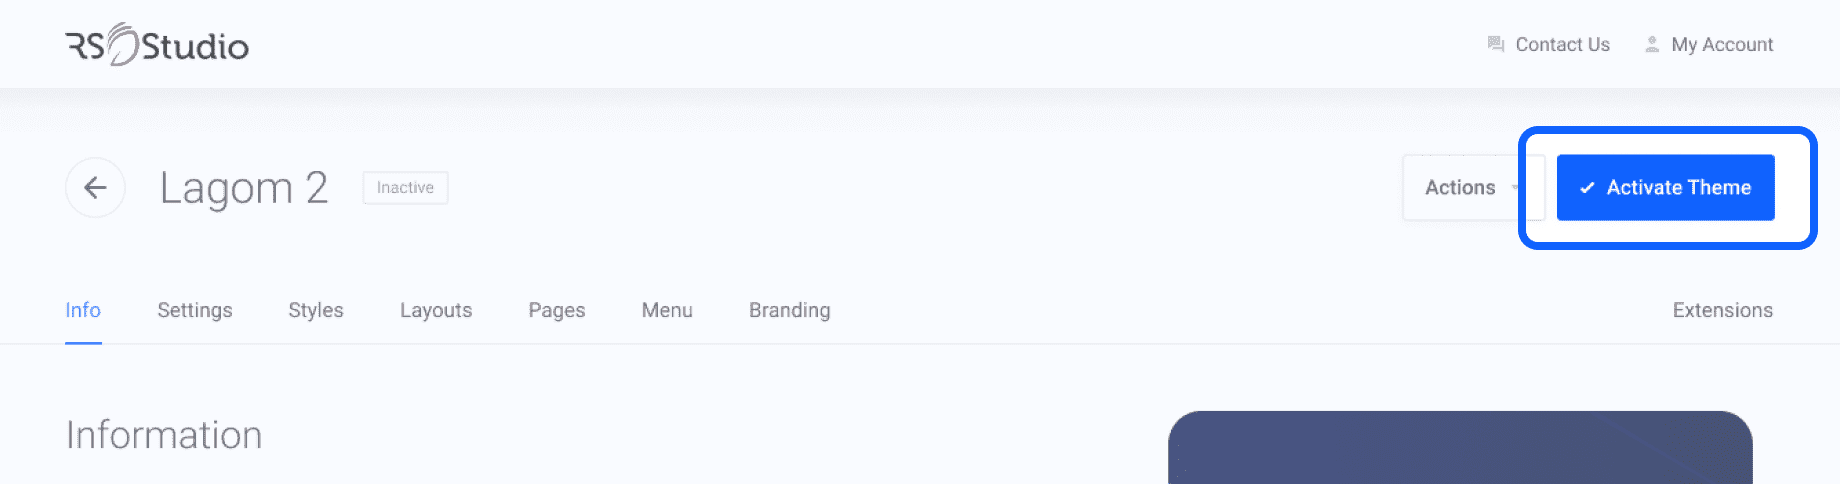 RS Studio
Contact Us
My Account
Lagom 2
Inactive
Actions
Activate Theme
Info
Settings
Styles
Layouts
Pages
Menu
Branding
Extensions
Information